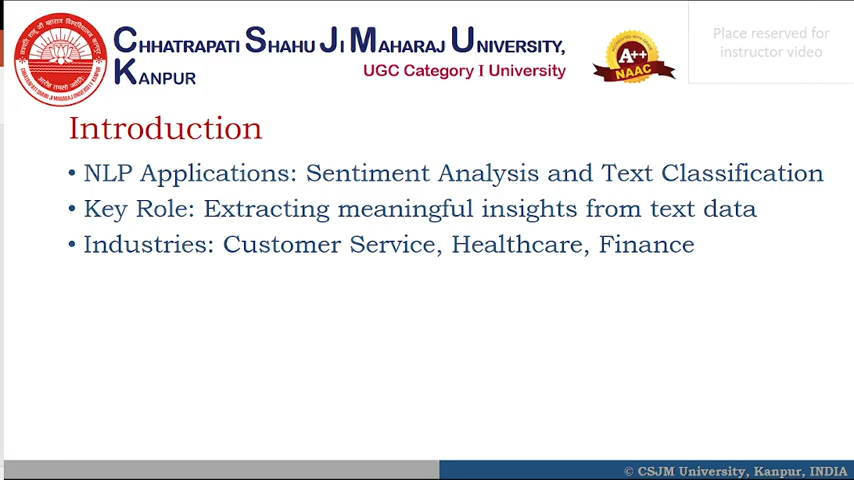 CHHATRAPATI SHAHU JI MAHARAJ UNIVERSITY,
KANPUR
UGC Category I University
A++
NAAC
Place reserved for
instructor video
Introduction
• NLP Applications: Sentiment Analysis and Text Classification
• Key Role: Extracting meaningful insights from text data
• Industries: Customer Service, Healthcare, Finance
© CSJM University, Kanpur, INDIA